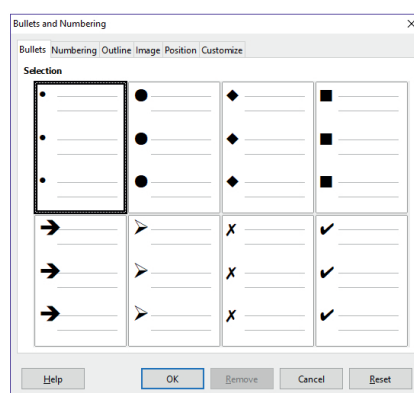 Bullets and Numbering
Bullets Numbering Outline Image Position Customize
Selection
Help OK Remove Cancel Reset